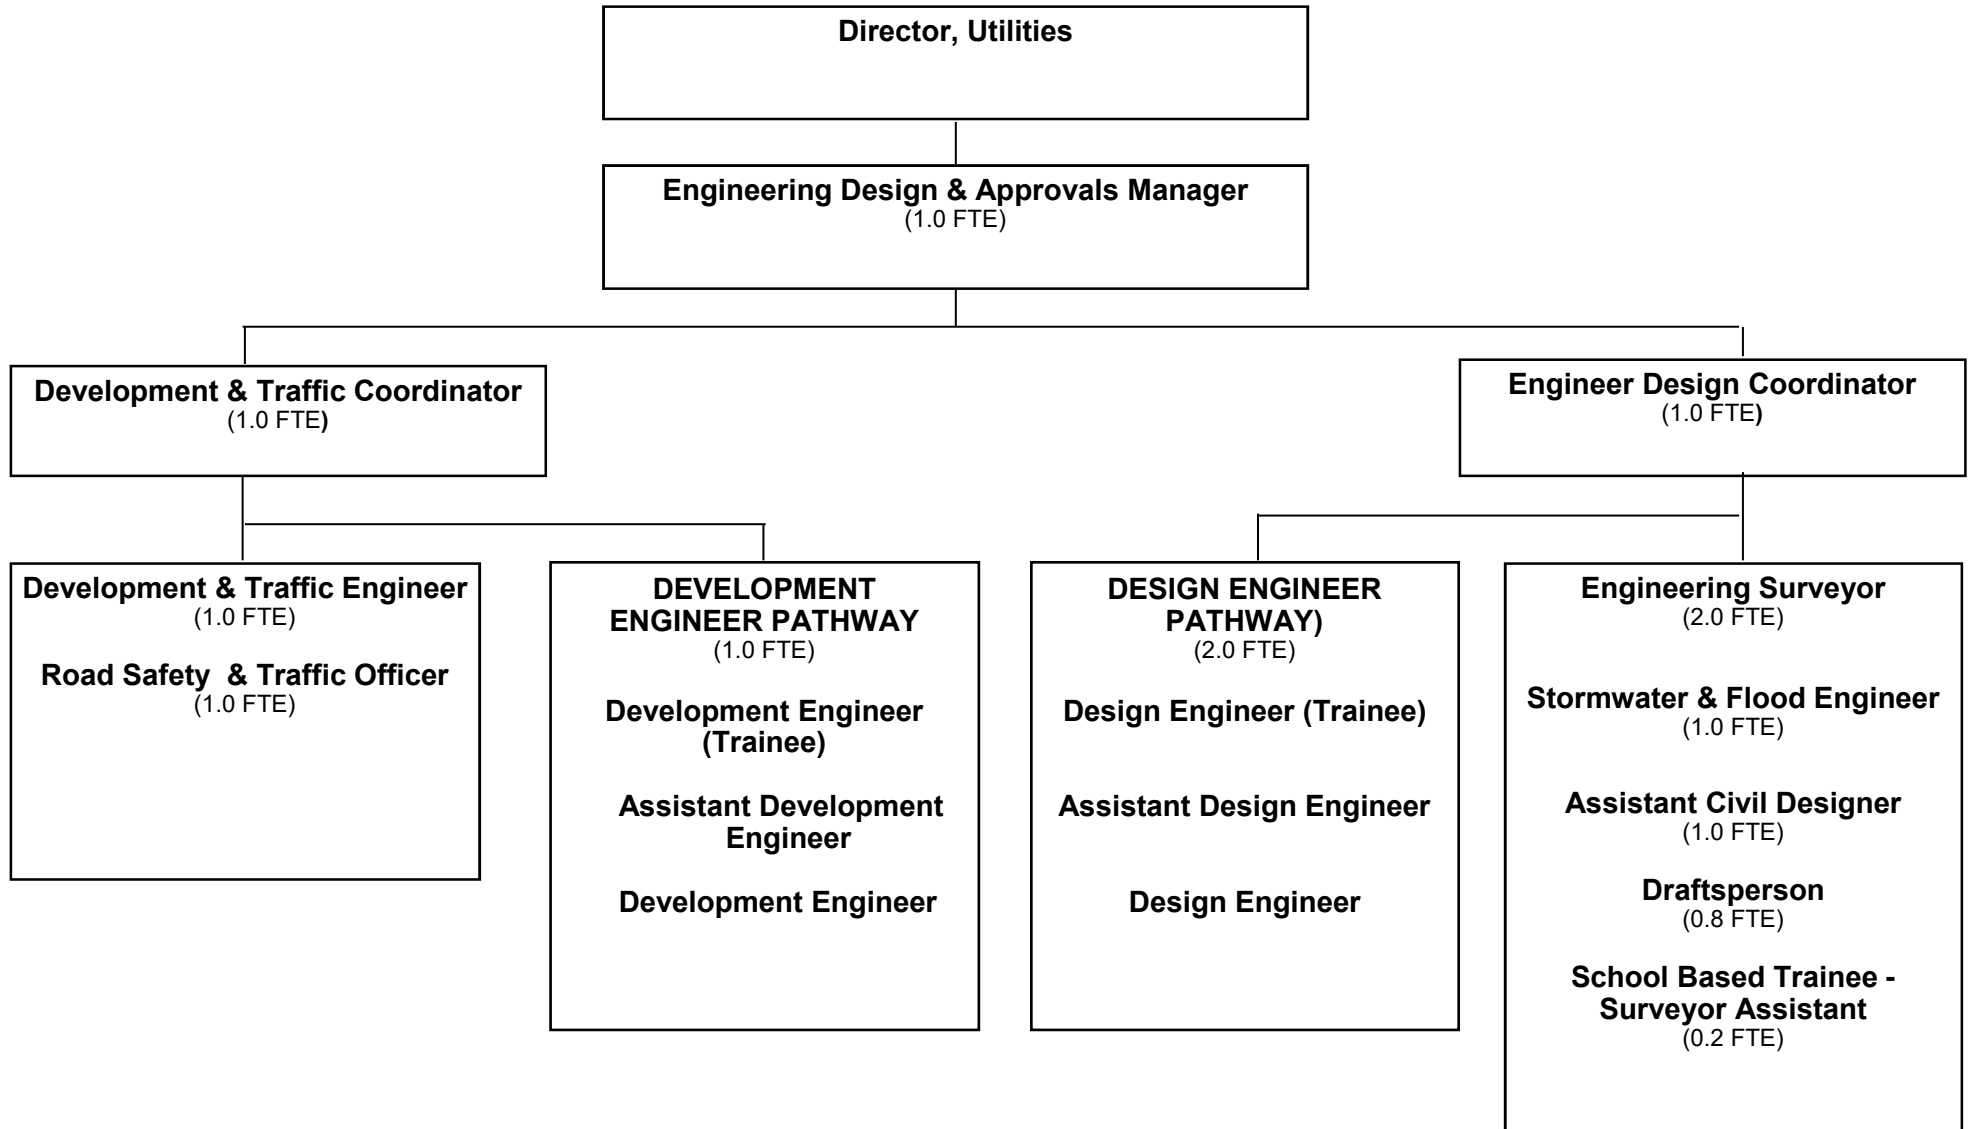 Director, Utilities
Engineering Design & Approvals Manager
(1.0 FTE)
Development & Traffic Coordinator
(1.0 FTE)
Engineer Design Coordinator
(1.0 FTE)
Development & Traffic Engineer
(1.0 FTE)
Road Safety  & Traffic Officer
(1.0 FTE)
DEVELOPMENT
ENGINEER PATHWAY
(1.0 FTE)
Development Engineer
(Trainee)
Assistant Development
Engineer
Development Engineer
DESIGN ENGINEER
PATHWAY)
(2.0 FTE)
Design Engineer (Trainee)
Assistant Design Engineer
Design Engineer
Engineering Surveyor
(2.0 FTE)
Stormwater & Flood Engineer
(1.0 FTE)
Assistant Civil Designer
(1.0 FTE)
Draftsperson
(0.8 FTE)
School Based Trainee -
Surveyor Assistant
(0.2 FTE)